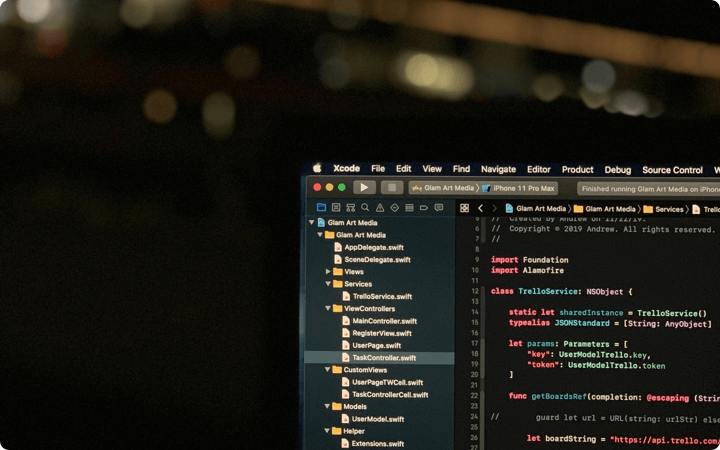 Xcode File Edit View Find Navigate Editor Product Debug Source Control
Glam Art Media iPhone 11 Pro Max Finished running Glam Art Media on iPhone
Glam Art Media Glam Art Media Services
Glam Art Media
Glam Art Media
AppDelegate.swift
SceneDelegate.swift
Views
Services
TrelloService.swift
ViewControllers
MainController.swift
RegisterView.swift
UserPage.swift
TaskController.swift
CustomViews
UserPageTWCell.swift
TaskControllerCell.swift
Models
UserModel.swift
Helper
Extensions.swift
// Created by Andrew on 11/22/19.
6 // Copyright © 2019 Andrew. All rights reserved.
7 //
8
9 import Foundation
10 import Alamofire
11
12 class TrelloService: NSObject {
13
14 static let sharedInstance = TrelloService()
15 typealias JSONStandard = [String: AnyObject]
16
17 let params: Parameters = [
18 "key": UserModelTrello.key,
19 "token": UserModelTrello.token
20 ]
21
22 func getBoardsRef(completion: @escaping (String
23
24 // guard let url = URL(string: urlStr) else
25
26 let boardString = "https://api.trello.com/